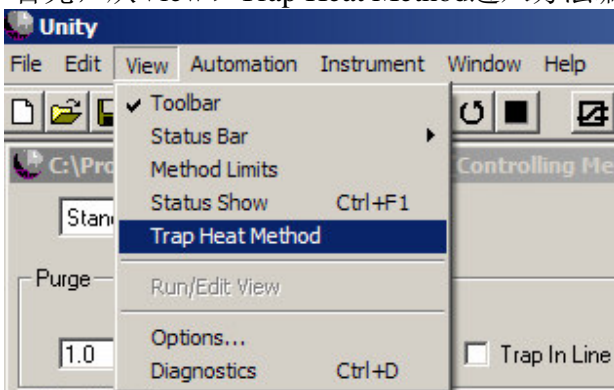 Unity
File Edit View Automation Instrument Window Help
Toolbar
Status Bar
C:\Pro Controlling Me
Method Limits
Status Show Ctrl+F1
Stan
Trap Heat Method
Purge
Run/Edit View
Options...
1.0 Trap In Line
Diagnostics Ctrl+D